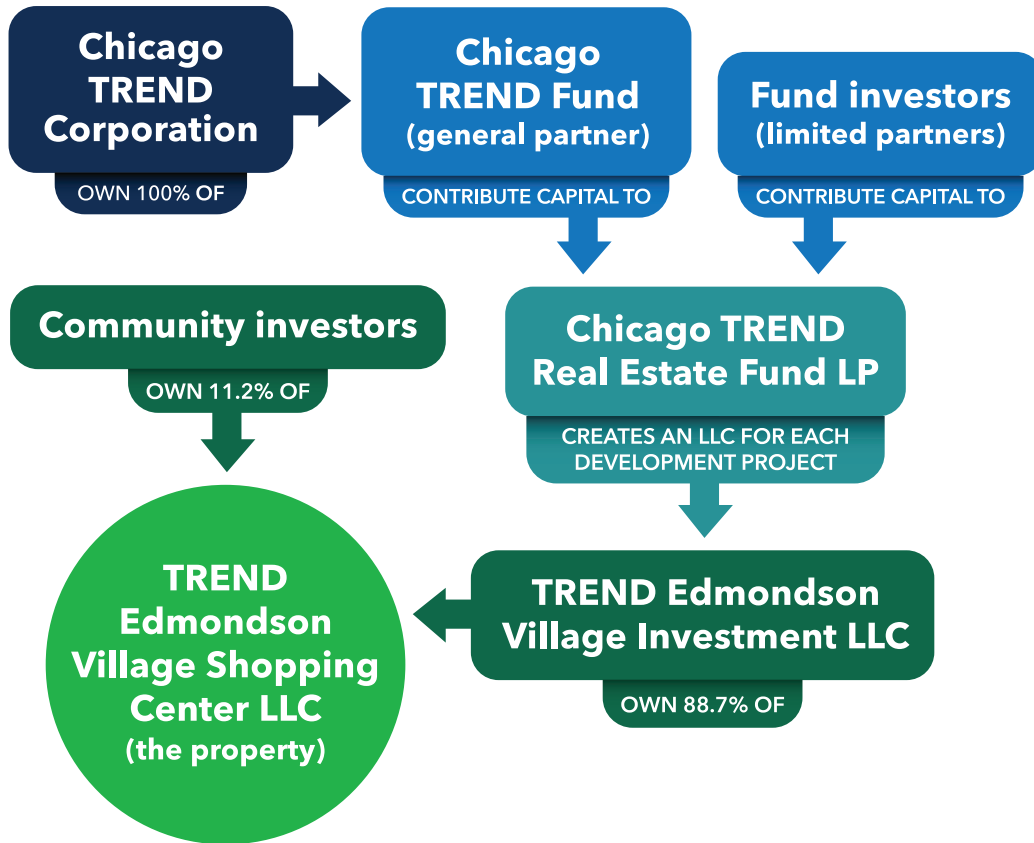 Chicago
TREND
Corporation
OWN 100% OF
Chicago
TREND Fund
(general partner)
CONTRIBUTE CAPITAL TO
Fund investors
(limited partners)
CONTRIBUTE CAPITAL TO
Community investors
OWN 11.2% OF
Chicago TREND
Real Estate Fund LP
CREATES AN LLC FOR EACH
DEVELOPMENT PROJECT
TREND
Edmondson
Village Shopping
Center LLC
(the property)
TREND Edmondson
Village Investment LLC
OWN 88.7% OF